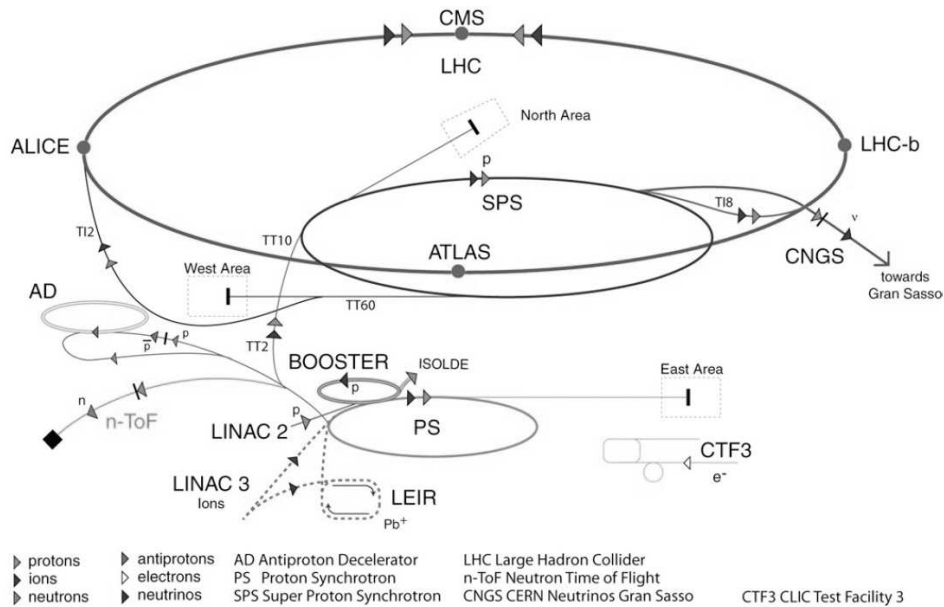 CMS
LHC
North Area
ALICE
LHC-b
p
SPS
TI8
ν
TI2
TT10
ATLAS
CNGS
West Area
towards
Gran Sasso
AD
TT60
p̅
p
TT2
BOOSTER
ISOLDE
East Area
p
n
n-ToF
p
LINAC 2
PS
CTF3
e-
LINAC 3
Ions
LEIR
Pb+
protons antiprotons AD Antiproton Decelerator LHC Large Hadron Collider
ions electrons PS Proton Synchrotron n-ToF Neutron Time of Flight
neutrons neutrinos SPS Super Proton Synchrotron CNGS CERN Neutrinos Gran Sasso CTF3 CLIC Test Facility 3